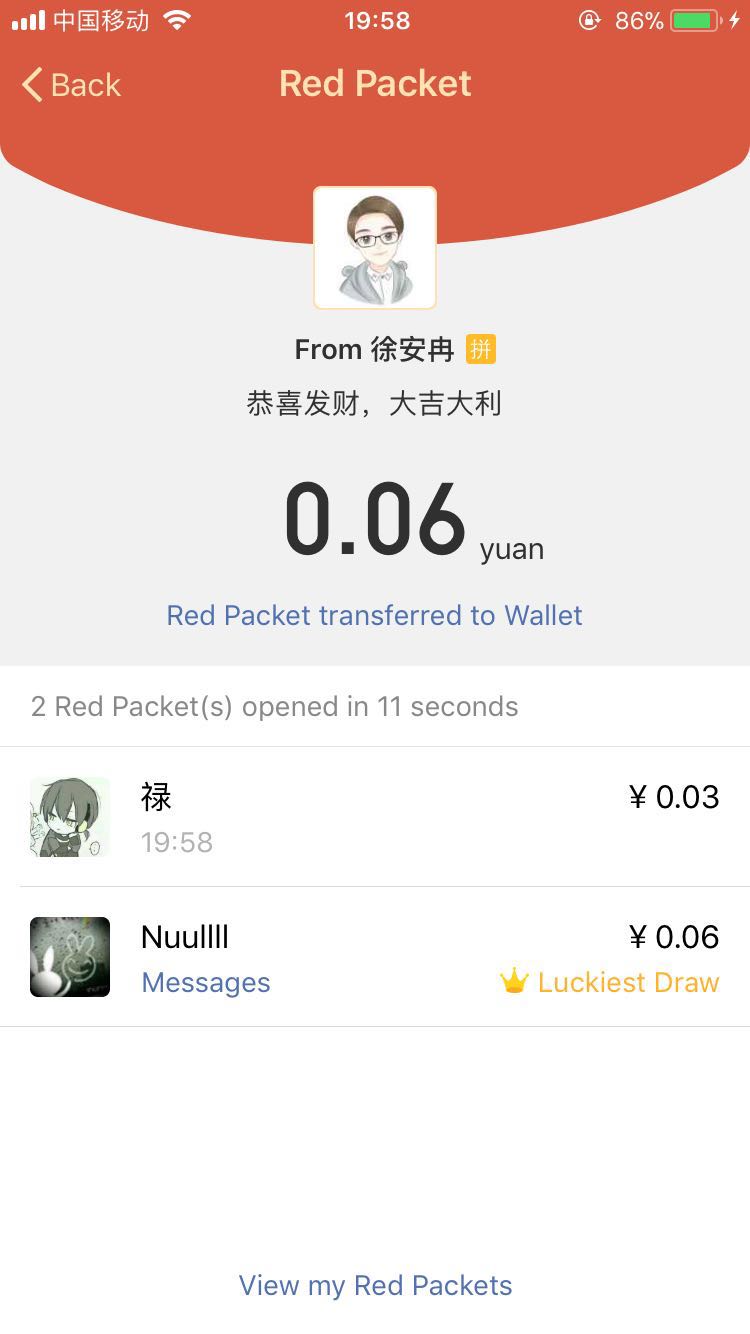 中国移动 19:58 86%
Back Red Packet
From 徐安冉 拼
恭喜发财，大吉大利
0.06 yuan
Red Packet transferred to Wallet
2 Red Packet(s) opened in 11 seconds
禄 ¥ 0.03
19:58
Nuullll ¥ 0.06
Messages Luckiest Draw
View my Red Packets